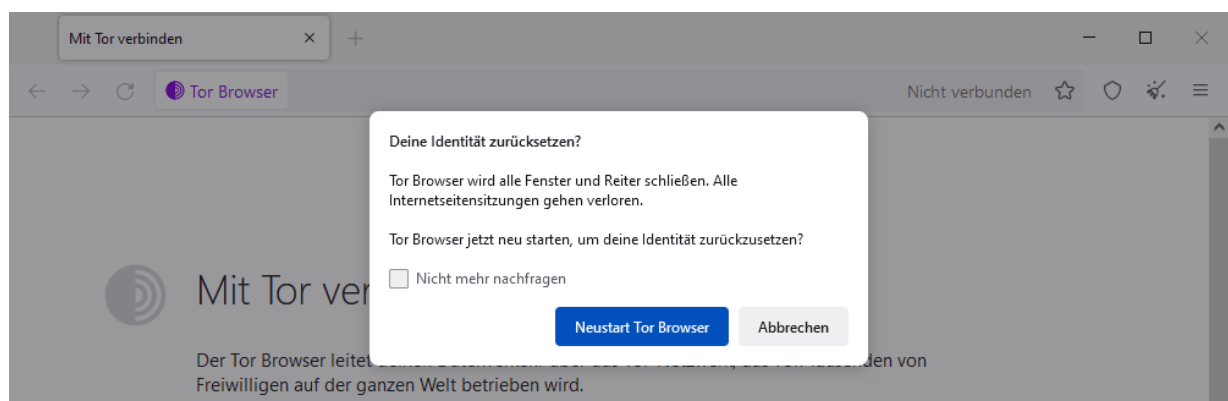 Mit Tor verbinden
Tor Browser
Nicht verbunden
Deine Identität zurücksetzen?
Tor Browser wird alle Fenster und Reiter schließen. Alle
Internetseitensitzungen gehen verloren.
Tor Browser jetzt neu starten, um deine Identität zurückzusetzen?
Nicht mehr nachfragen
Neustart Tor Browser
Abbrechen
Mit Tor ver
Der Tor Browser leitet
den von
Freiwilligen auf der ganzen Welt betrieben wird.